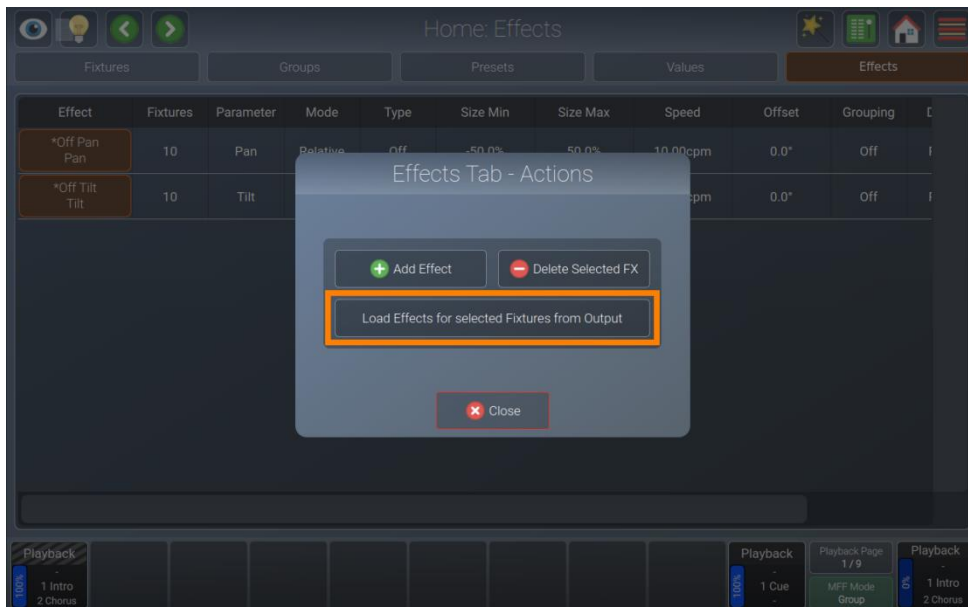 Home: Effects
Fixtures Groups Presets Values Effects
Effect Fixtures Parameter Mode Type Size Min Size Max Speed Offset Grouping
*Off Pan
Pan
10 Pan Relative Off -50.0% 50.0% 10.00cpm 0.0° Off
*Off Tilt
Tilt
10 Tilt 0.0° Off
Effects Tab - Actions
Add Effect Delete Selected FX
Load Effects for selected Fixtures from Output
Close
Playback
-
100%
1 Intro
2 Chorus
Playback
-
100%
1 Cue
-
Playback Page
1 / 9
MFF Mode
Group
Playback
-
0%
1 Intro
2 Chorus